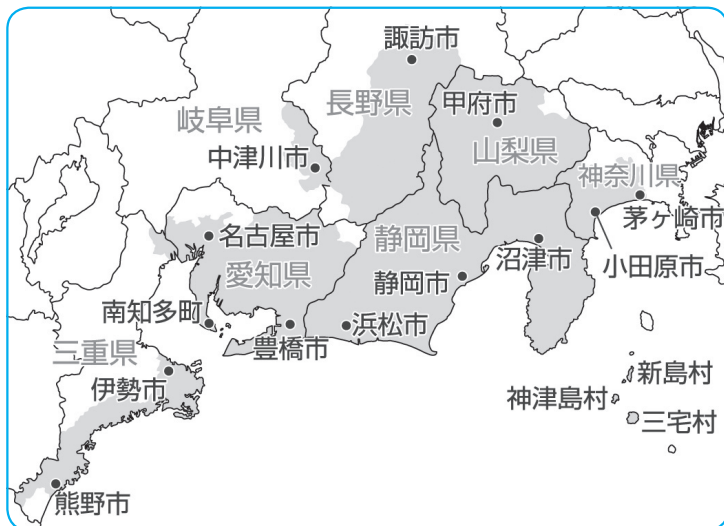 諏訪市
長野県
甲府市
岐阜県
中津川市
山梨県
神奈川県
茅ヶ崎市
名古屋市
静岡県
沼津市
小田原市
愛知県
静岡市
南知多町
豊橋市
浜松市
三重県
伊勢市
新島村
神津島村
三宅村
熊野市